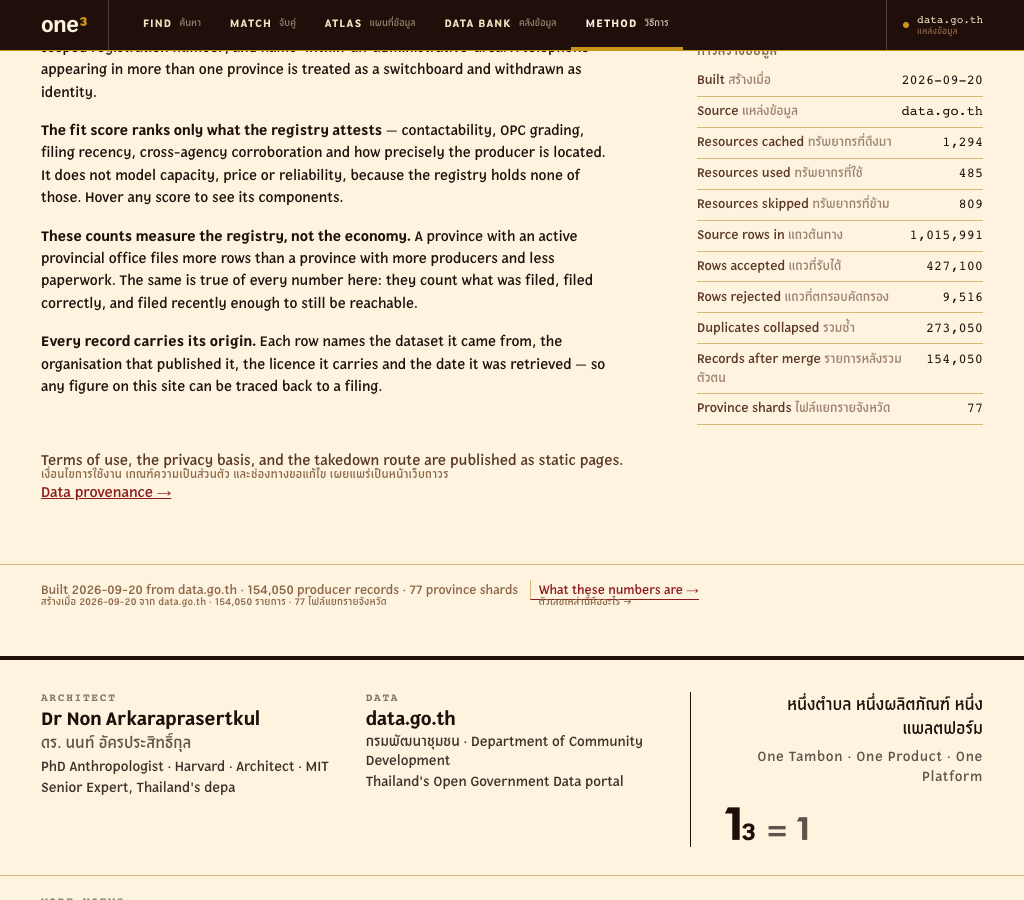 one³
FIND ค้นหา
MATCH จับคู่
ATLAS แผนที่ข้อมูล
DATA BANK คลังข้อมูล
METHOD วิธีการ
data.go.th
แหล่งข้อมูล
appearing in more than one province is treated as a switchboard and withdrawn as
identity.
The fit score ranks only what the registry attests — contactability, OPC grading,
filing recency, cross-agency corroboration and how precisely the producer is located.
It does not model capacity, price or reliability, because the registry holds none of
those. Hover any score to see its components.
These counts measure the registry, not the economy. A province with an active
provincial office files more rows than a province with more producers and less
paperwork. The same is true of every number here: they count what was filed, filed
correctly, and filed recently enough to still be reachable.
Every record carries its origin. Each row names the dataset it came from, the
organisation that published it, the licence it carries and the date it was retrieved — so
any figure on this site can be traced back to a filing.
Built สร้างเมื่อ 2026-09-20
Source แหล่งข้อมูล data.go.th
Resources cached ทรัพยากรที่ดึงมา 1,294
Resources used ทรัพยากรที่ใช้ 485
Resources skipped ทรัพยากรที่ข้าม 809
Source rows in แถวต้นทาง 1,015,991
Rows accepted แถวที่รับได้ 427,100
Rows rejected แถวที่ตกรอบคัดกรอง 9,516
Duplicates collapsed รวมซ้ำ 273,050
Records after merge รายการหลังรวม 154,050
ตัวตน
Province shards ไฟล์แยกรายจังหวัด 77
Terms of use, the privacy basis, and the takedown route are published as static pages.
เงื่อนไขการใช้งาน เกณฑ์ความเป็นส่วนตัว และช่องทางขอแก้ไข เผยแพร่เป็นหน้าเว็บถาวร
Data provenance →
Built 2026-09-20 from data.go.th · 154,050 producer records · 77 province shards
สร้างเมื่อ 2026-09-20 จาก data.go.th · 154,050 รายการ · 77 ไฟล์แยกรายจังหวัด
What these numbers are →
ตัวเลขเหล่านี้คืออะไร →
ARCHITECT
Dr Non Arkaraprasertkul
ดร. นนท์ อัครประสิทธิ์กุล
PhD Anthropologist · Harvard · Architect · MIT
Senior Expert, Thailand's depa
DATA
data.go.th
กรมพัฒนาชุมชน · Department of Community
Development
Thailand's Open Government Data portal
หนึ่งตำบล หนึ่งผลิตภัณฑ์ หนึ่ง
แพลตฟอร์ม
One Tambon · One Product · One
Platform
1₃ = 1